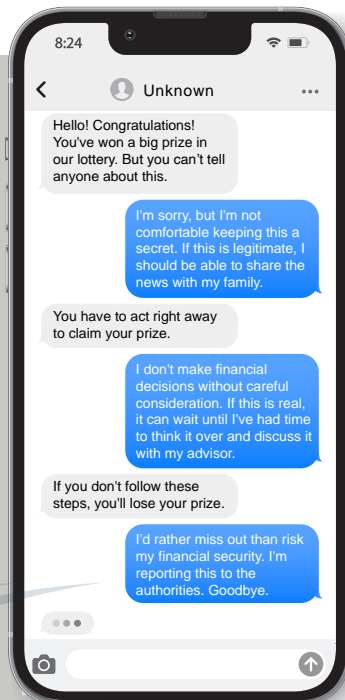 8:24
Unknown
Hello! Congratulations!
You've won a big prize in
our lottery. But you can't tell
anyone about this.
I'm sorry, but I'm not
comfortable keeping this a
secret. If this is legitimate, I
should be able to share the
news with my family.
You have to act right away
to claim your prize.
I don't make financial
decisions without careful
consideration. If this is real,
it can wait until I've had time
to think it over and discuss it
with my advisor.
If you don't follow these
steps, you'll lose your prize.
I'd rather miss out than risk
my financial security. I'm
reporting this to the
authorities. Goodbye.